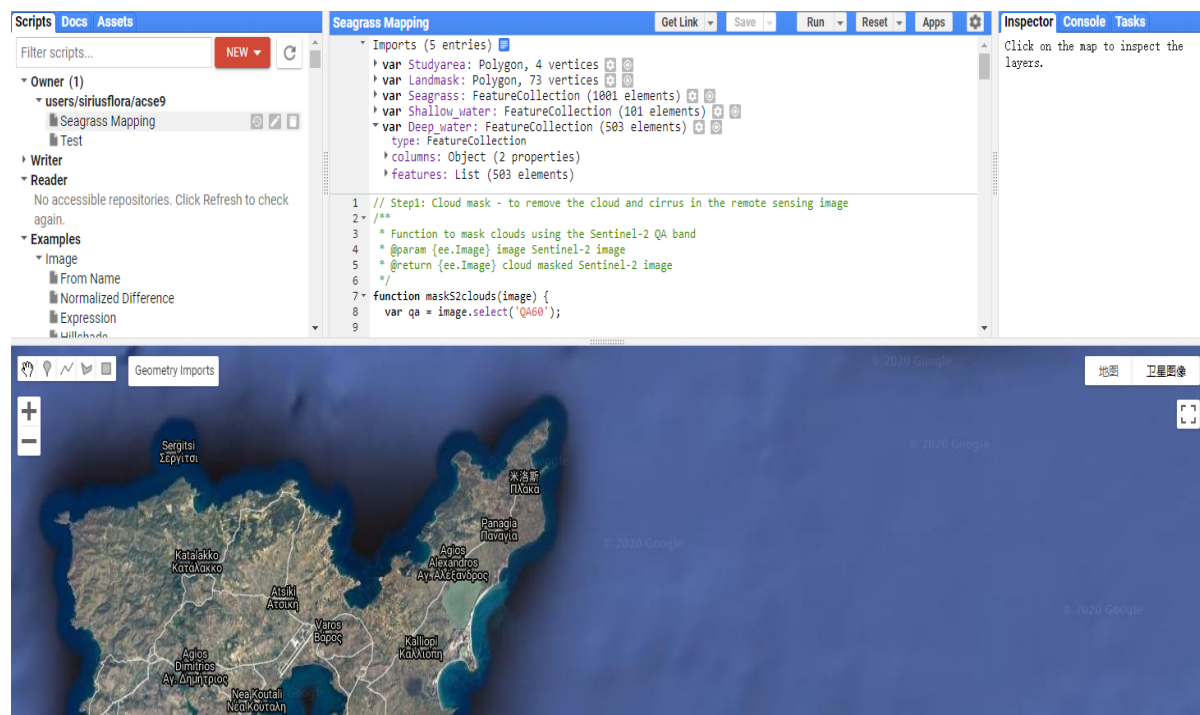 Scripts Docs Assets
Filter scripts...
NEW
Owner (1)
users/siriusflora/acse9
Seagrass Mapping
Test
Writer
Reader
No accessible repositories. Click Refresh to check
again.
Examples
Image
From Name
Normalized Difference
Expression
Hillshade
Seagrass Mapping
Get Link
Save
Run
Reset
Apps
Imports (5 entries)
var Studyarea: Polygon, 4 vertices
var Landmask: Polygon, 73 vertices
var Seagrass: FeatureCollection (1001 elements)
var Shallow_water: FeatureCollection (101 elements)
var Deep_water: FeatureCollection (503 elements)
type: FeatureCollection
columns: Object (2 properties)
features: List (503 elements)
1 // Step1: Cloud mask - to remove the cloud and cirrus in the remote sensing image
2 /**
3 * Function to mask clouds using the Sentinel-2 QA band
4 * @param {ee.Image} image Sentinel-2 image
5 * @return {ee.Image} cloud masked Sentinel-2 image
6 */
7 function maskS2clouds(image) {
8 var qa = image.select('QA60');
9
Inspector Console Tasks
Click on the map to inspect the
layers.
Geometry Imports
地图
卫星图像
© 2020 Google
© 2020 Google
Sergitsi
Σεργίτσι
米洛斯
Πλάκα
Panagia
Παναγία
© 2020 Google
Katalakko
Κατάλακκο
Agios
Alexandros
Αγ. Αλέξανδρος
Atsiki
Ατσική
© 2020 Google
Varos
Βάρος
Kalliopi
Καλλιόπη
Agios
Dimitrios
Αγ. Δημήτριος
Nea Koutali
Νέα Κούταλη